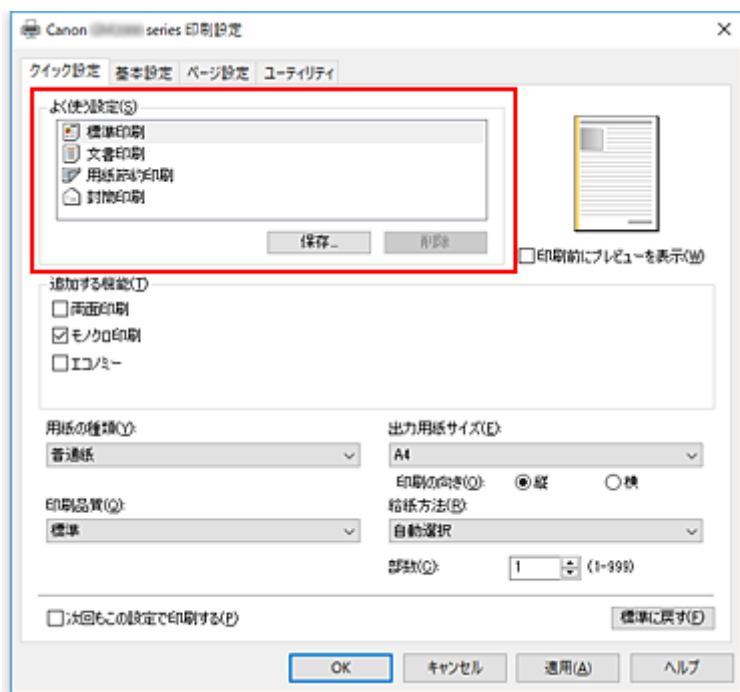 Canon series 印刷設定
クイック設定 基本設定 ページ設定 ユーティリティ
よく使う設定(S)
標準印刷
文書印刷
用紙節約印刷
封筒印刷
保存... 削除
印刷前にプレビューを表示(W)
追加する機能(T)
両面印刷
モノクロ印刷
エコノミー
用紙の種類(Y): 出力用紙サイズ(E):
普通紙 A4
印刷の向き(O): 縦 横
印刷品質(Q): 給紙方法(R):
標準 自動選択
部数(C): 1 (1-999)
次回もこの設定で印刷する(P) 標準に戻す(F)
OK キャンセル 適用(A) ヘルプ